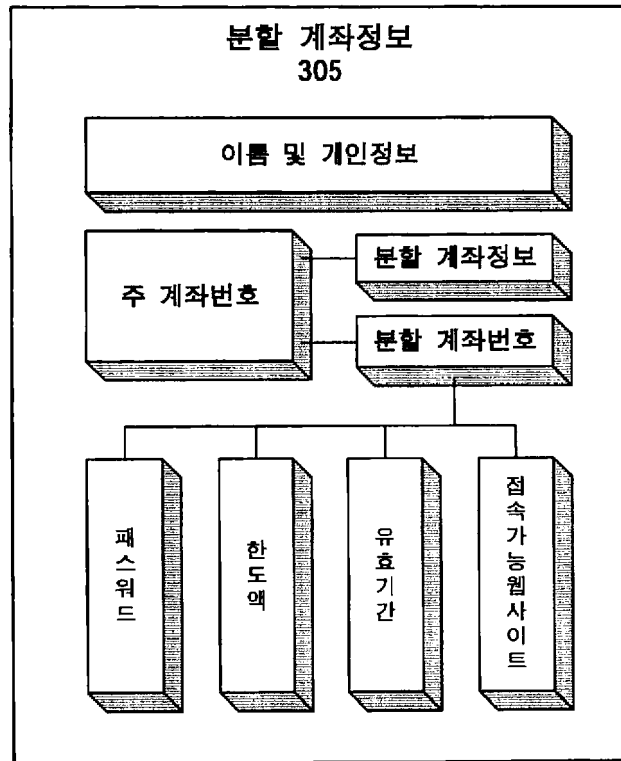 분할 계좌정보
305
이름 및 개인정보
주 계좌번호
분할 계좌정보
분할 계좌번호
패스워드
한도액
유효기간
접속가능웹사이트